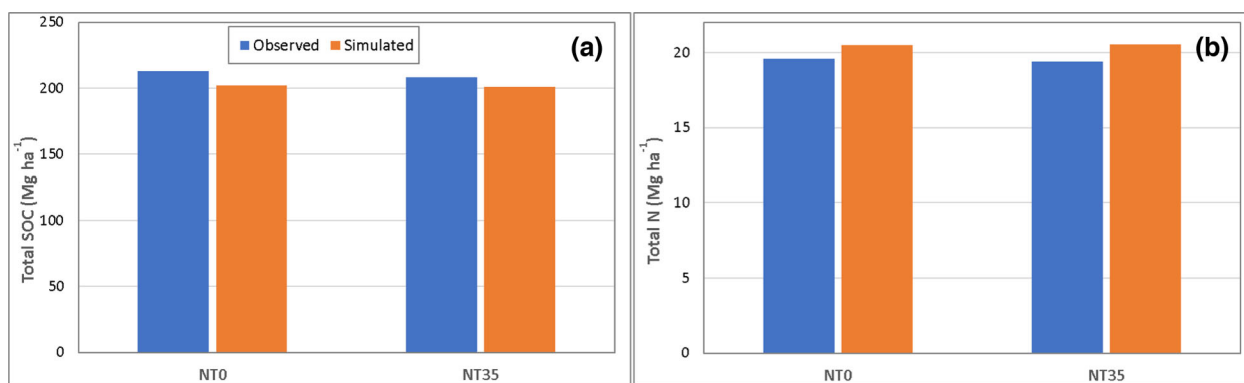 250
200
150
100
50
0
Total SOC (Mg ha⁻¹)
Observed Simulated
(a)
NT0 NT35
20
15
10
5
0
Total N (Mg ha⁻¹)
(b)
NT0 NT35